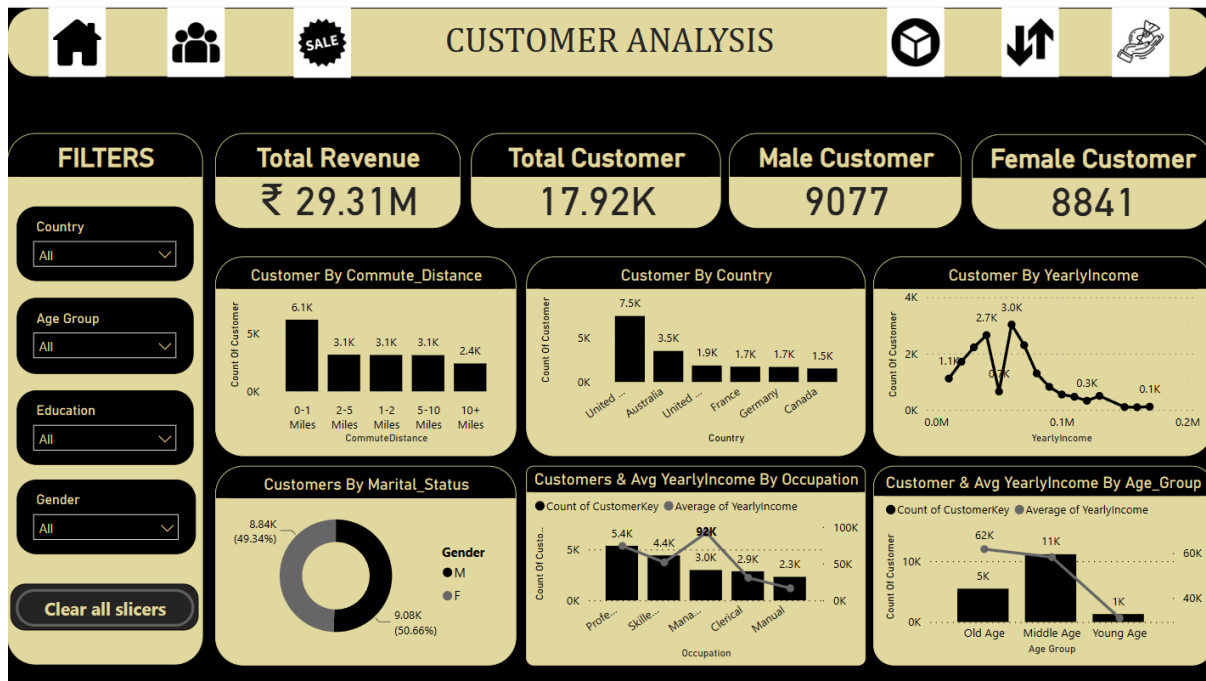 SALE
CUSTOMER ANALYSIS
FILTERS
Country
All
Age Group
All
Education
All
Gender
All
Clear all slicers
Total Revenue
₹ 29.31M
Total Customer
17.92K
Male Customer
9077
Female Customer
8841
Customer By Commute_Distance
Count Of Customer
5K
0K
6.1K
3.1K
3.1K
3.1K
2.4K
0-1
Miles
2-5
Miles
1-2
Miles
5-10
Miles
10+
Miles
CommuteDistance
Customer By Country
Count Of Customer
5K
0K
7.5K
3.5K
1.9K
1.7K
1.7K
1.5K
United ...
Australia
United ...
France
Germany
Canada
Country
Customer By YearlyIncome
Count Of Customer
4K
2K
0K
1.1K
2.7K
0.7K
3.0K
0.3K
0.1K
0.0M
0.1M
0.2M
YearlyIncome
Customers By Marital_Status
8.84K
(49.34%)
9.08K
(50.66%)
Gender
M
F
Customers & Avg YearlyIncome By Occupation
Count of CustomerKey
Average of YearlyIncome
Count Of Custo...
5K
0K
5.4K
4.4K
92K
3.0K
2.9K
2.3K
100K
50K
0K
Profe...
Skille...
Mana...
Clerical
Manual
Occupation
Customer & Avg YearlyIncome By Age_Group
Count of CustomerKey
Average of YearlyIncome
Count Of Customer
10K
0K
62K
5K
11K
1K
60K
40K
Old Age
Middle Age
Young Age
Age Group